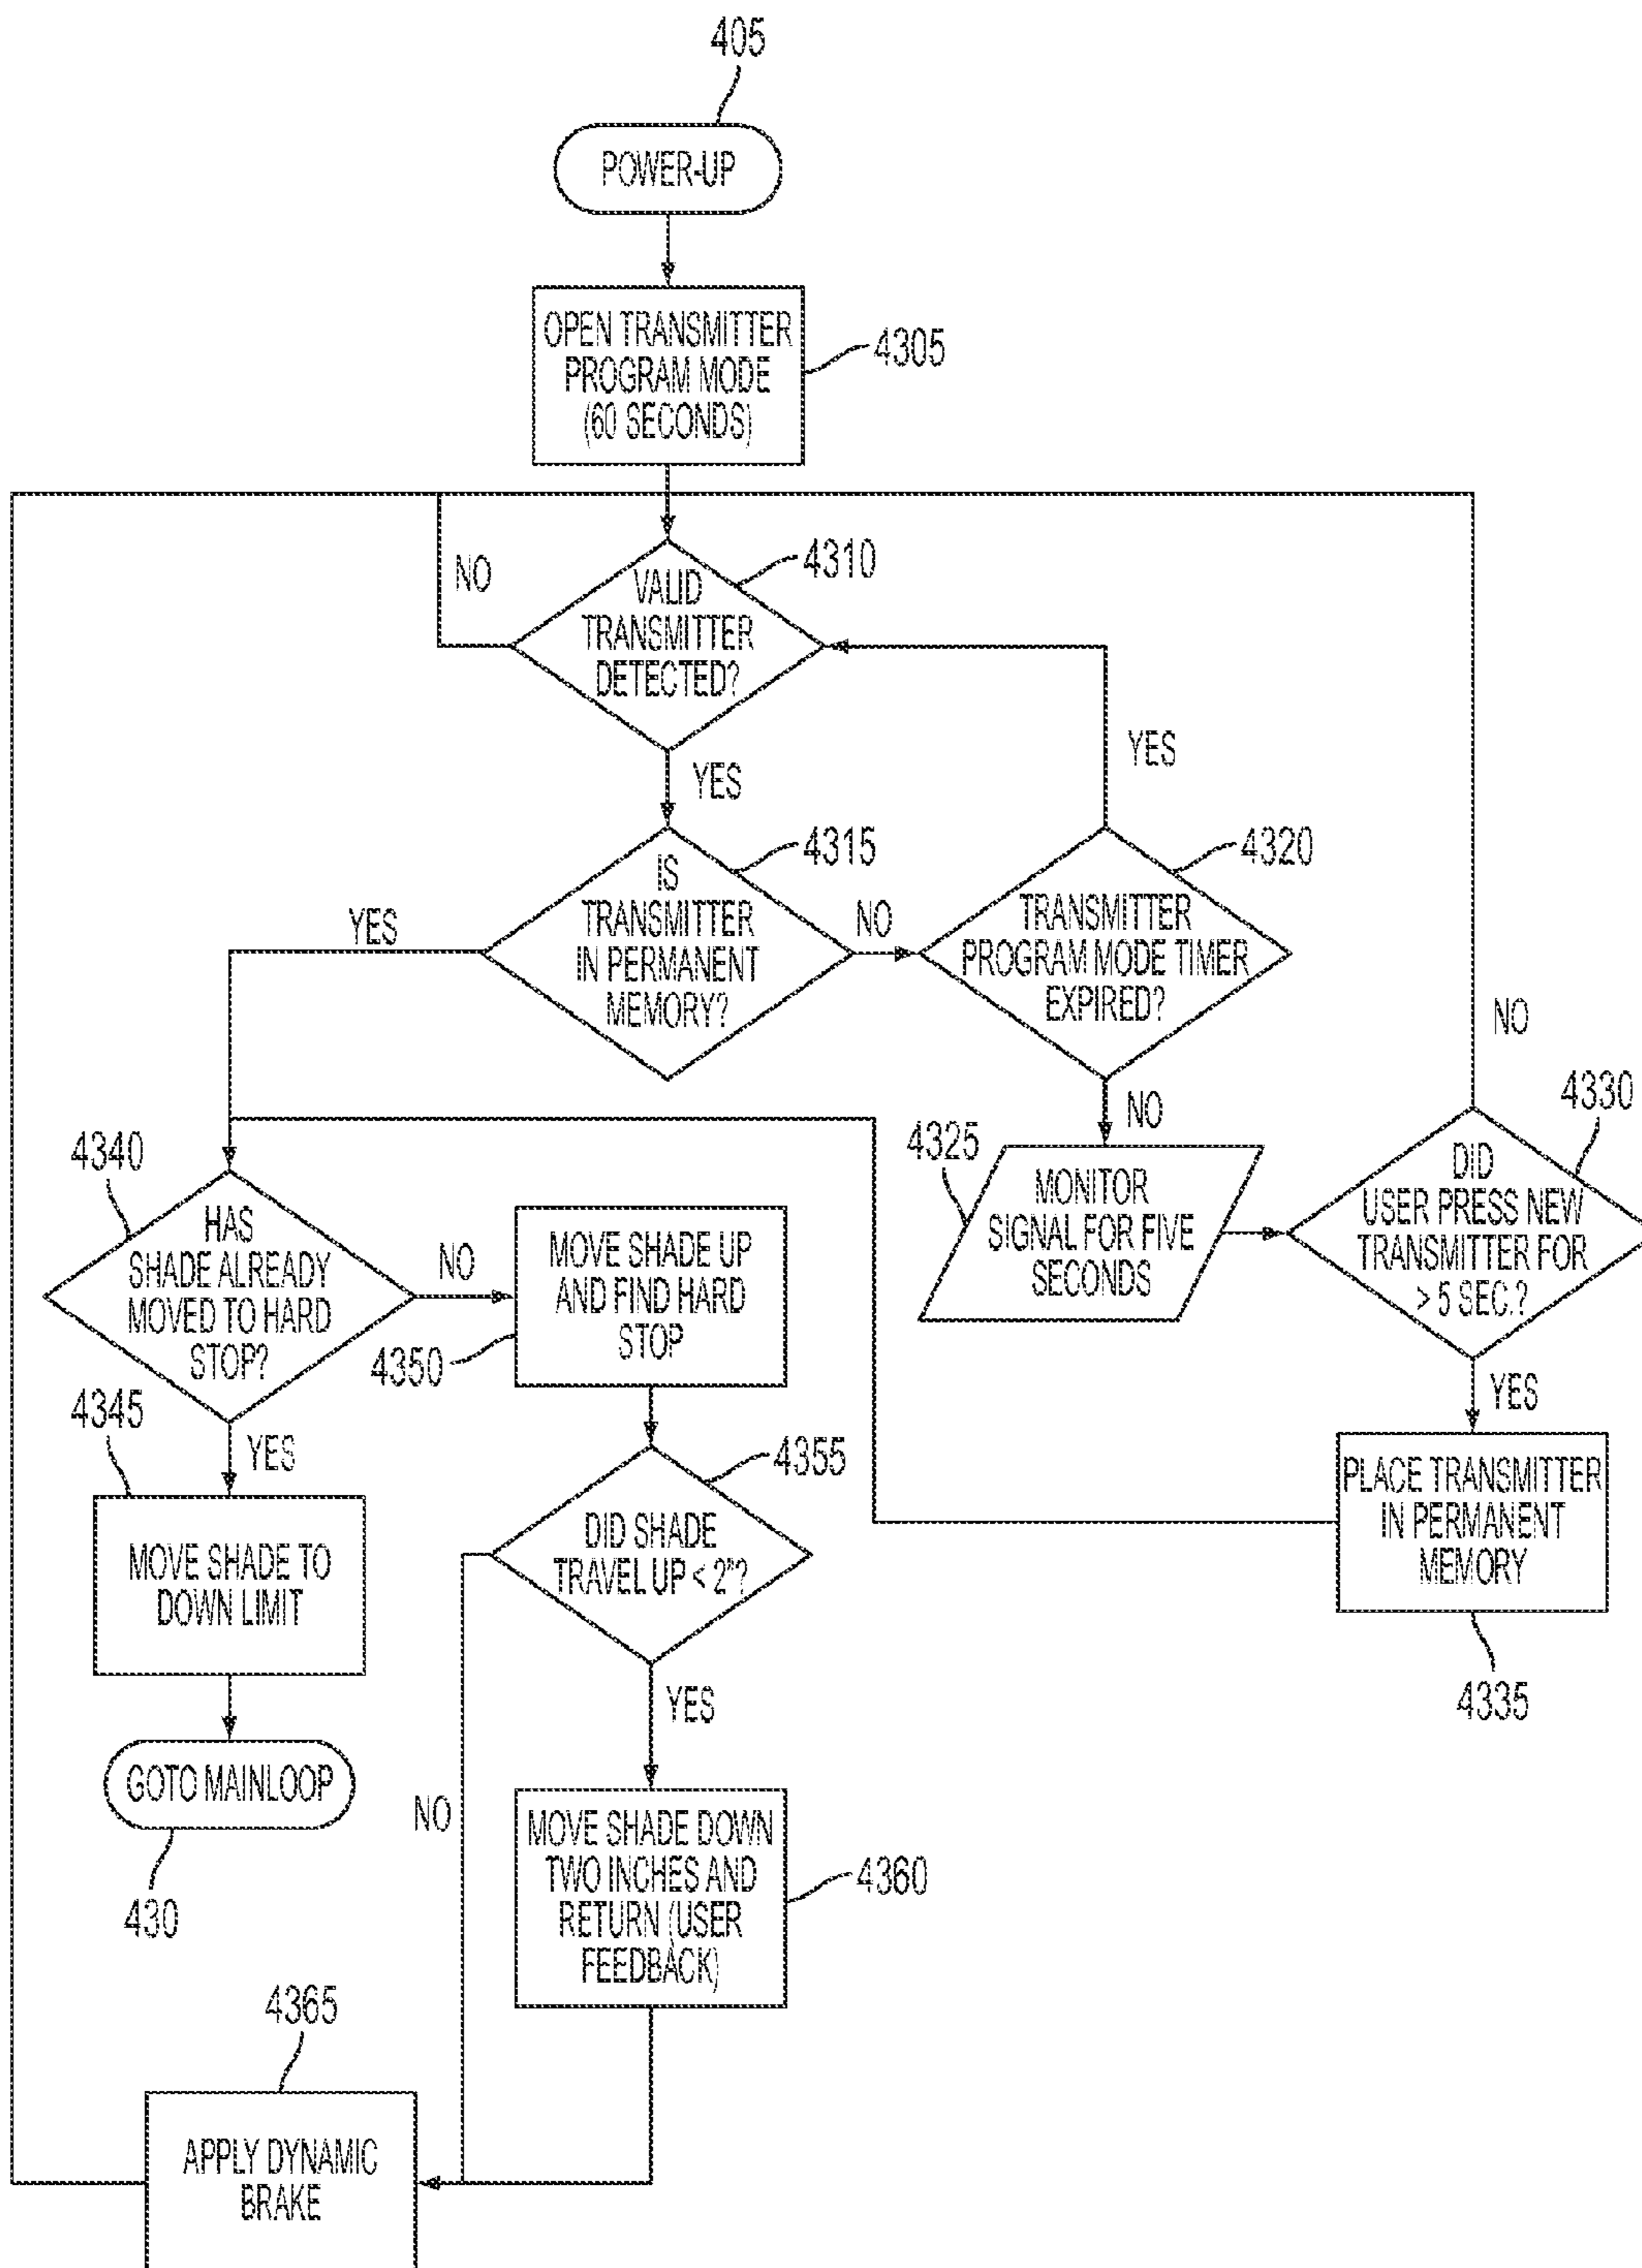 405
POWER-UP
OPEN TRANSMITTER
PROGRAM MODE
(60 SECONDS)
4305
NO
VALID
TRANSMITTER
DETECTED?
4310
YES
YES
IS
TRANSMITTER
IN PERMANENT
MEMORY?
4315
YES
NO
TRANSMITTER
PROGRAM MODE TIMER
EXPIRED?
4320
NO
NO
4325
MONITOR
SIGNAL FOR FIVE
SECONDS
DID
USER PRESS NEW
TRANSMITTER FOR
> 5 SEC.?
4330
YES
PLACE TRANSMITTER
IN PERMANENT
MEMORY
4335
4340
HAS
SHADE ALREADY
MOVED TO HARD
STOP?
NO
MOVE SHADE UP
AND FIND HARD
STOP
4350
4345
YES
MOVE SHADE TO
DOWN LIMIT
GOTO MAINLOOP
430
DID SHADE
TRAVEL UP < 2"?
4355
YES
NO
MOVE SHADE DOWN
TWO INCHES AND
RETURN (USER
FEEDBACK)
4360
4365
APPLY DYNAMIC
BRAKE